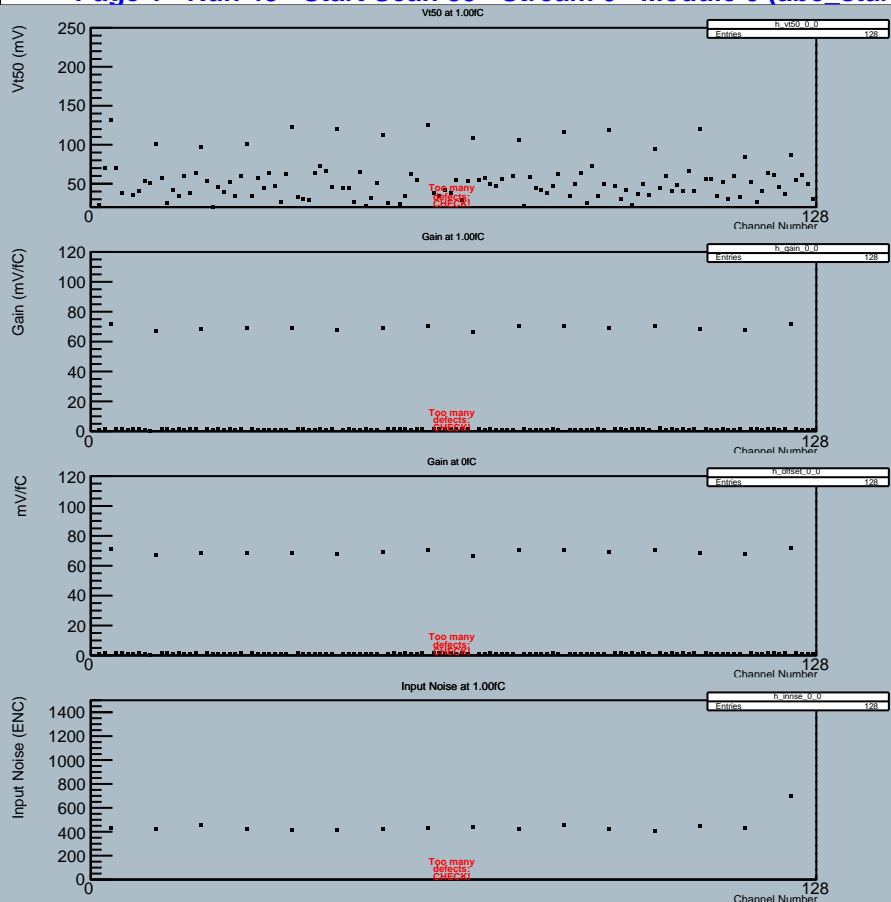 Vt50 at 1.00fC
h_vt50_0_0
Entries 128
Vt50 (mV)
250
200
150
100
50
0
128
Too many
defects:
CHECK!
Channel Number
Gain at 1.00fC
h_gain_0_0
Entries 128
Gain (mV/fC)
120
100
80
60
40
20
0
0
128
Too many
defects:
CHECK!
Channel Number
Gain at 0fC
h_offset_0_0
Entries 128
mV/fC
120
100
80
60
40
20
0
0
128
Too many
defects:
CHECK!
Channel Number
Input Noise at 1.00fC
h_innse_0_0
Entries 128
Input Noise (ENC)
1400
1200
1000
800
600
400
200
0
0
128
Too many
defects:
CHECK!
Channel Number